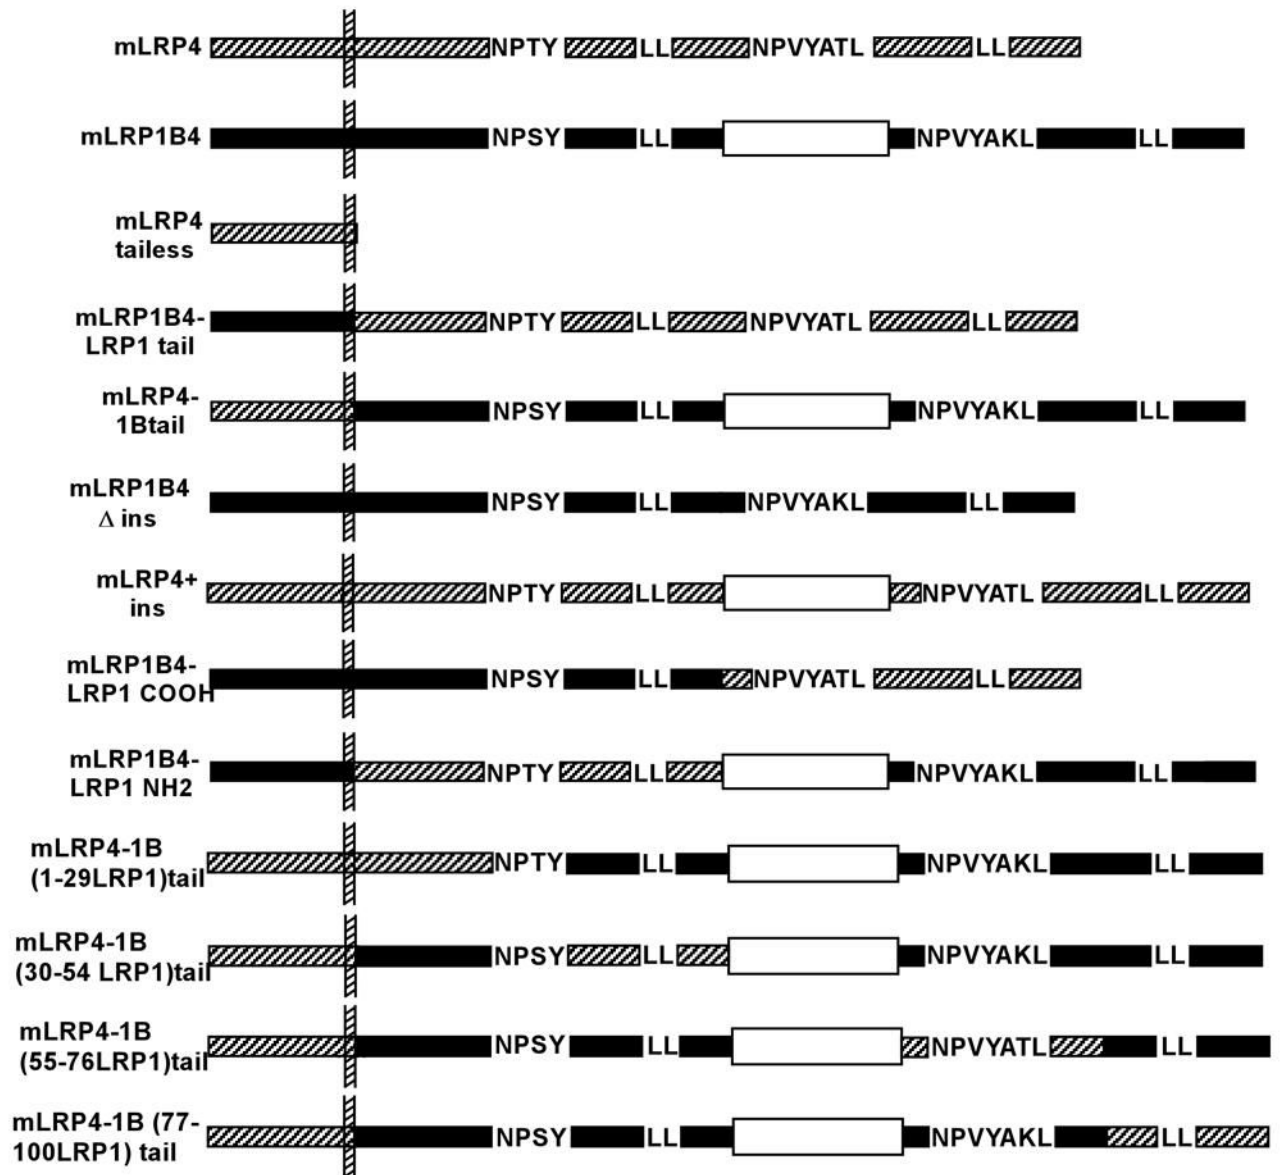 mLRP4 NPTY LL NPVYATL LL
mLRP1B4 NPSY LL NPVYAKL LL
mLRP4
tailess
mLRP1B4-
LRP1 tail NPTY LL NPVYATL LL
mLRP4-
1Btail NPSY LL NPVYAKL LL
mLRP1B4
Δ ins NPSY LL NPVYAKL LL
mLRP4+
ins NPTY LL NPVYATL LL
mLRP1B4-
LRP1 COOH NPSY LL NPVYATL LL
mLRP1B4-
LRP1 NH2 NPTY LL NPVYAKL LL
mLRP4-1B
(1-29LRP1)tail NPTY LL NPVYAKL LL
mLRP4-1B
(30-54 LRP1)tail NPSY LL NPVYAKL LL
mLRP4-1B
(55-76LRP1)tail NPSY LL NPVYATL LL
mLRP4-1B (77-
100LRP1) tail NPSY LL NPVYAKL LL